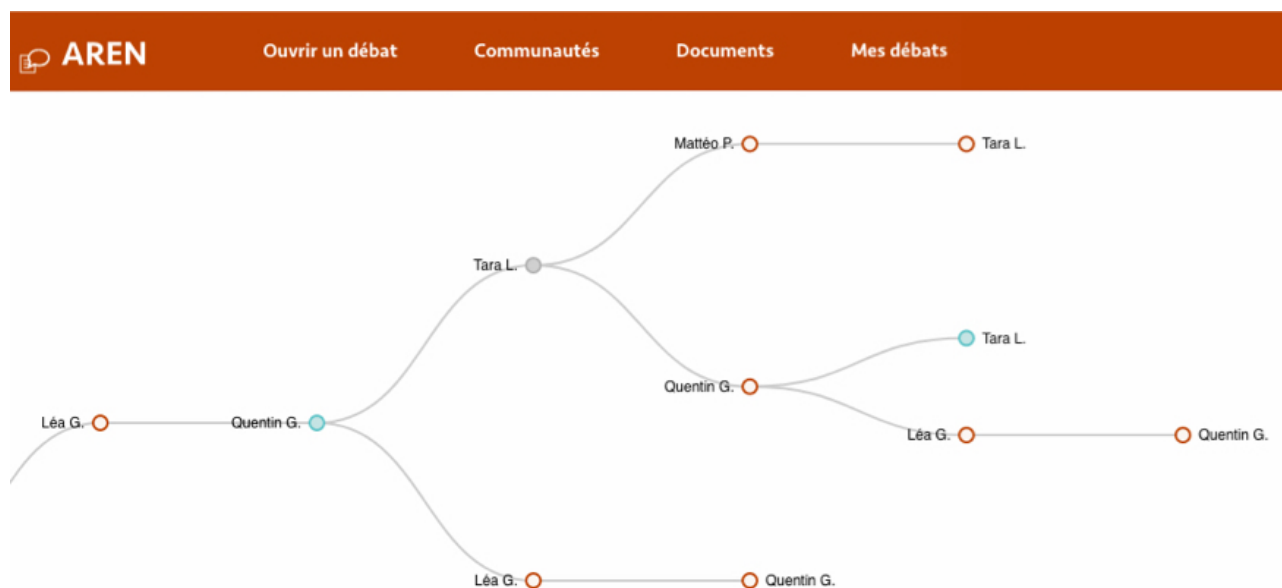 AREN Ouvrir un débat Communautés Documents Mes débats
Mattéo P. Tara L.
Tara L.
Tara L.
Quentin G.
Léa G. Quentin G.
Léa G. Quentin G.
Léa G. Quentin G.